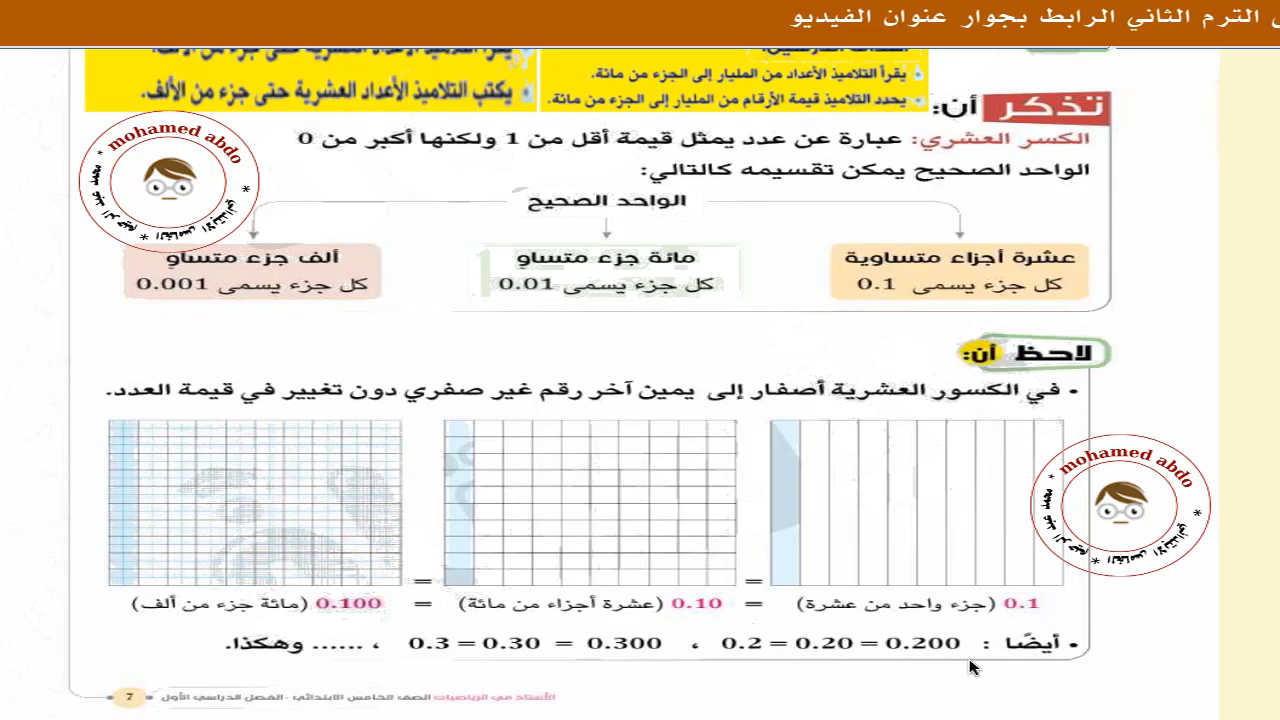 الترم الثاني الرابط بجوار عنوان الفيديو
يقرأ التلاميذ الأعداد من المليار إلى الجزء من مائة.
يحدد التلاميذ قيمة الأرقام من المليار إلى الجزء من مائة.
يكتب التلاميذ الأعداد العشرية حتى جزء من الألف.
تذكر أن:
الكسر العشري: عبارة عن عدد يمثل قيمة أقل من 1 ولكنها أكبر من 0
الواحد الصحيح يمكن تقسيمه كالتالي:
الواحد الصحيح
عشرة أجزاء متساوية
كل جزء يسمى 0.1
مائة جزء متساوٍ
كل جزء يسمى 0.01
ألف جزء متساوٍ
كل جزء يسمى 0.001
لاحظ أن:
• في الكسور العشرية أصفار إلى يمين آخر رقم غير صفري دون تغيير في قيمة العدد.
= =
0.1 (جزء واحد من عشرة) = 0.10 (عشرة أجزاء من مائة) = 0.100 (مائة جزء من ألف)
• أيضًا : 0.2 = 0.20 = 0.200 ، 0.3 = 0.30 = 0.300 ، ...... وهكذا.
الأستاذ في الرياضيات الصف الخامس الابتدائي - الفصل الدراسي الأول 7
mohamed abdo
mohamed abdo